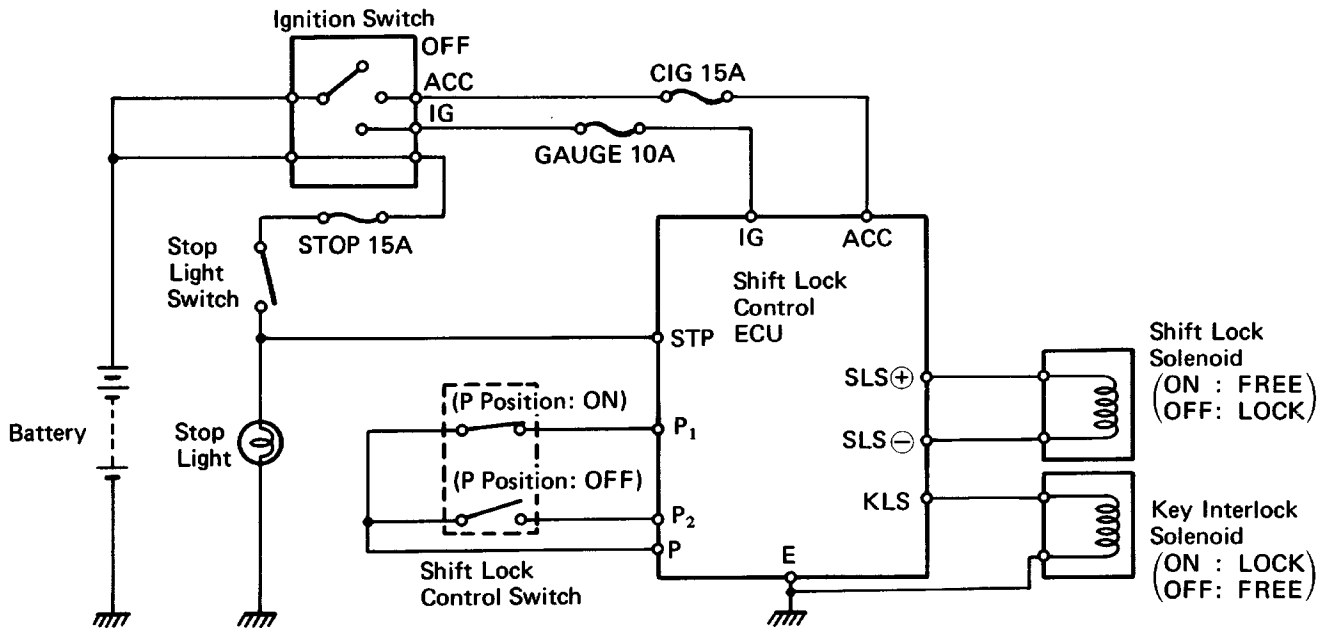 Ignition Switch
OFF
ACC
IG
CIG 15A
GAUGE 10A
STOP 15A
Stop
Light
Switch
IG
ACC
Shift Lock
Control
ECU
STP
SLS⊕
SLS⊖
KLS
Shift Lock
Solenoid
(ON : FREE)
(OFF: LOCK)
Battery
Stop
Light
(P Position: ON)
P₁
(P Position: OFF)
P₂
P
E
Shift Lock
Control Switch
Key Interlock
Solenoid
(ON : LOCK)
(OFF: FREE)